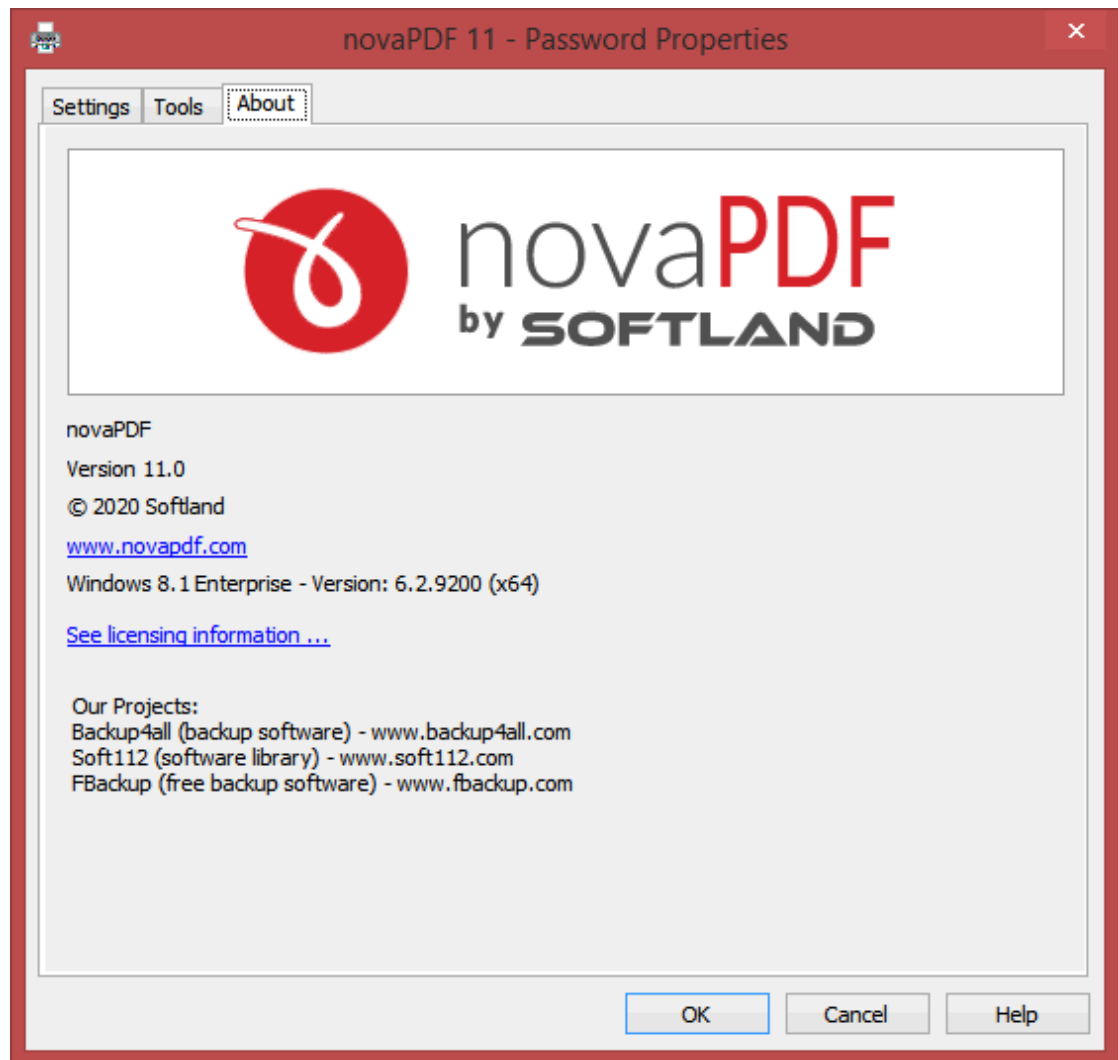 novaPDF 11 - Password Properties
Settings Tools About
novaPDF
by SOFTLAND
novaPDF
Version 11.0
© 2020 Softland
www.novapdf.com
Windows 8.1 Enterprise - Version: 6.2.9200 (x64)
See licensing information ...
Our Projects:
Backup4all (backup software) - www.backup4all.com
Soft112 (software library) - www.soft112.com
FBackup (free backup software) - www.fbackup.com
OK Cancel Help